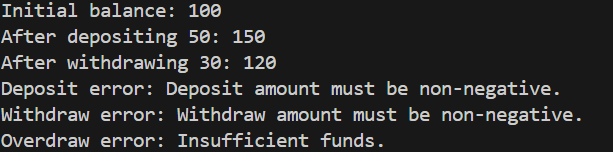 Initial balance: 100
After depositing 50: 150
After withdrawing 30: 120
Deposit error: Deposit amount must be non-negative.
Withdraw error: Withdraw amount must be non-negative.
Overdraw error: Insufficient funds.